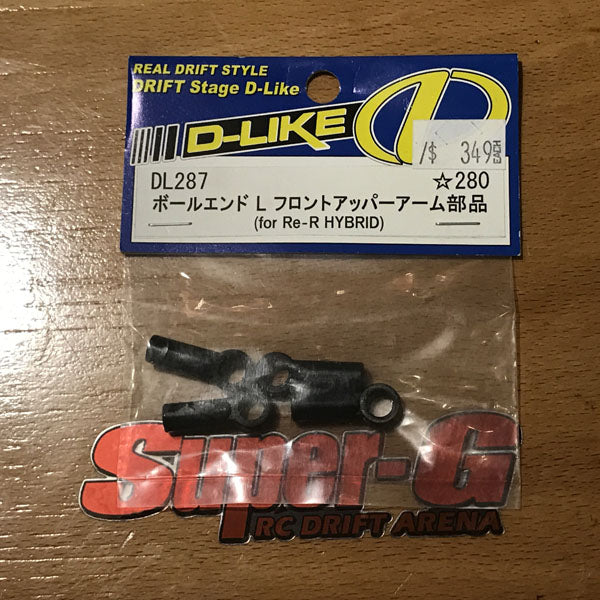 REAL DRIFT STYLE
DRIFT Stage D-Like
D-LIKE
/$ 349 EACH
DL287 ☆280
ボールエンド L フロントアッパーアーム部品
(for Re-R HYBRID)
Super-G
RC DRIFT ARENA